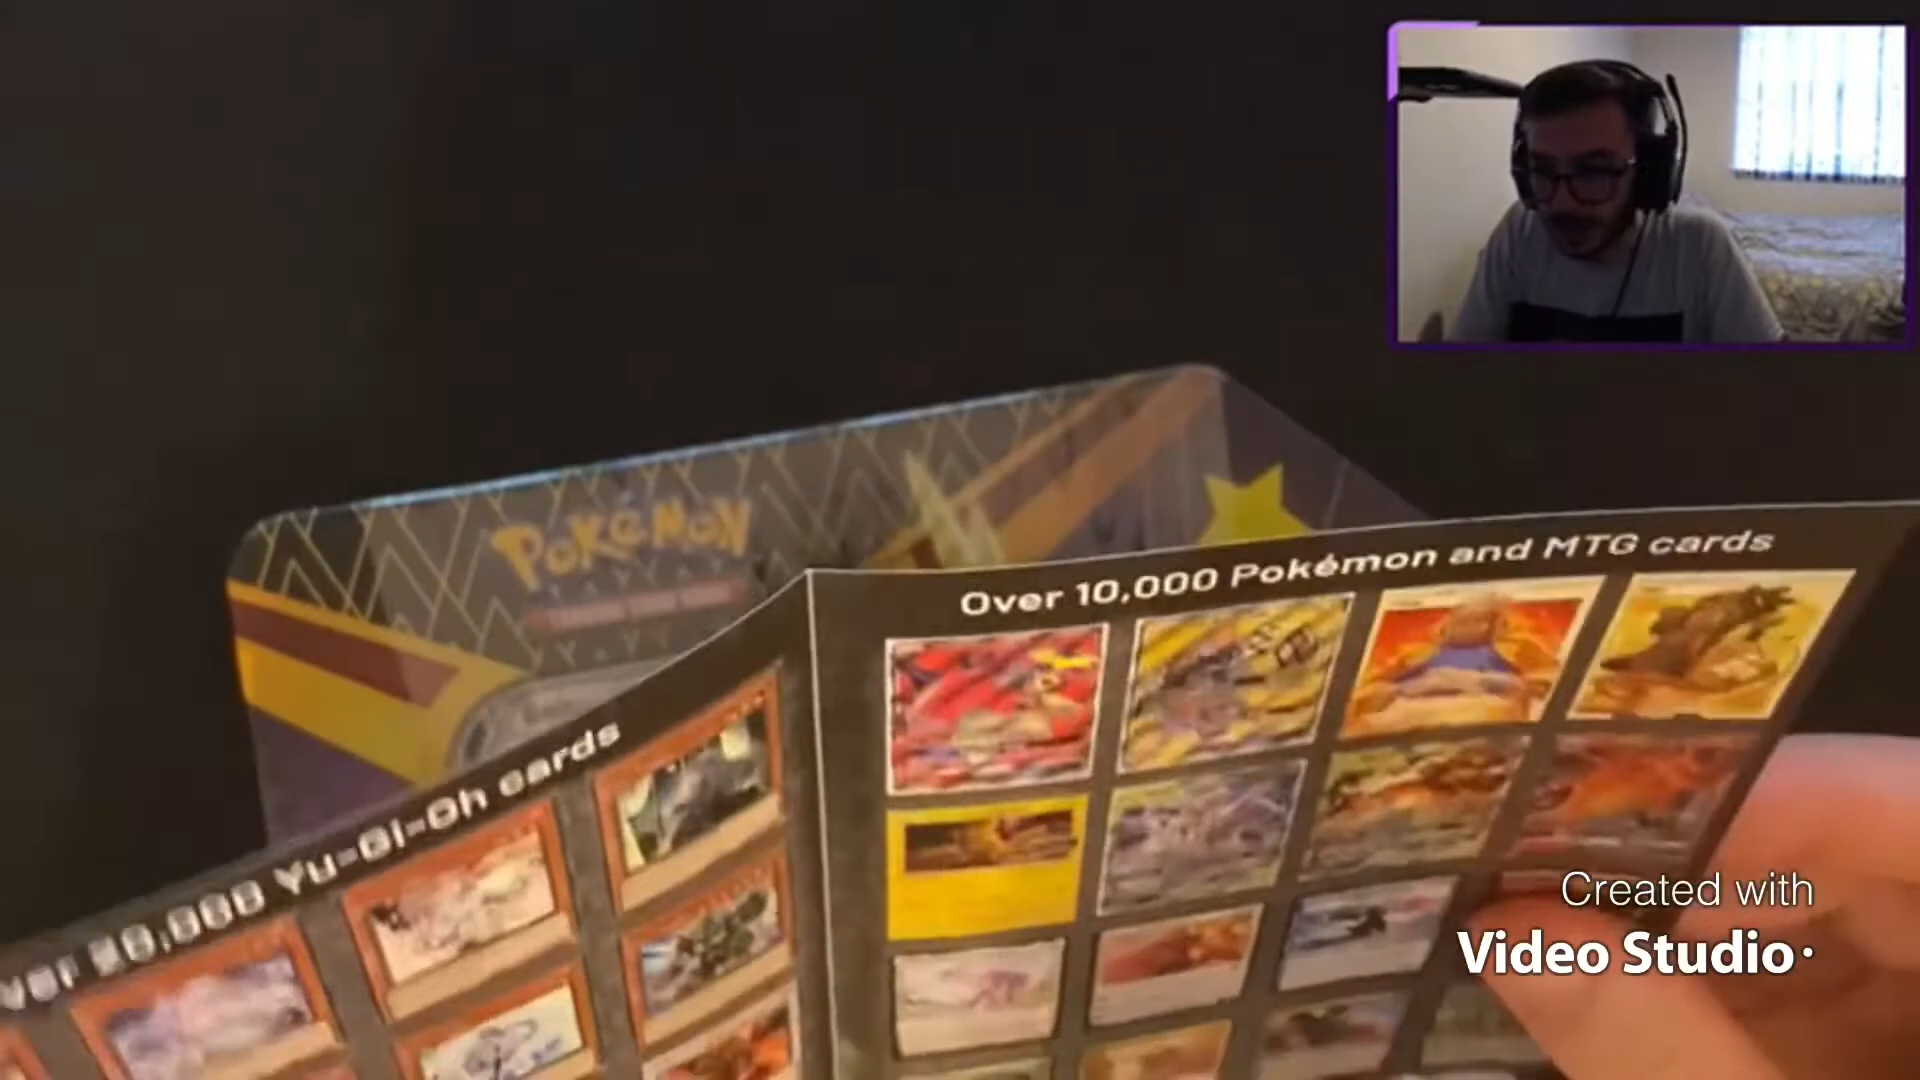 POKéMON
Over 10,000 Pokémon and MTG cards
Yu-Gi-Oh cards
Created with
Video Studio